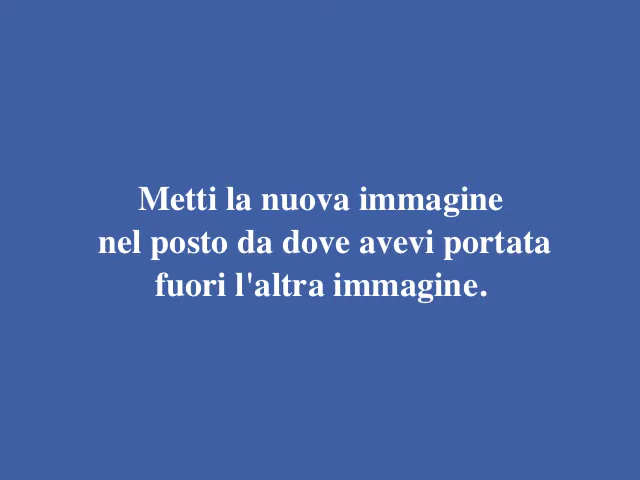 Metti la nuova immagine
nel posto da dove avevi portata
fuori l'altra immagine.